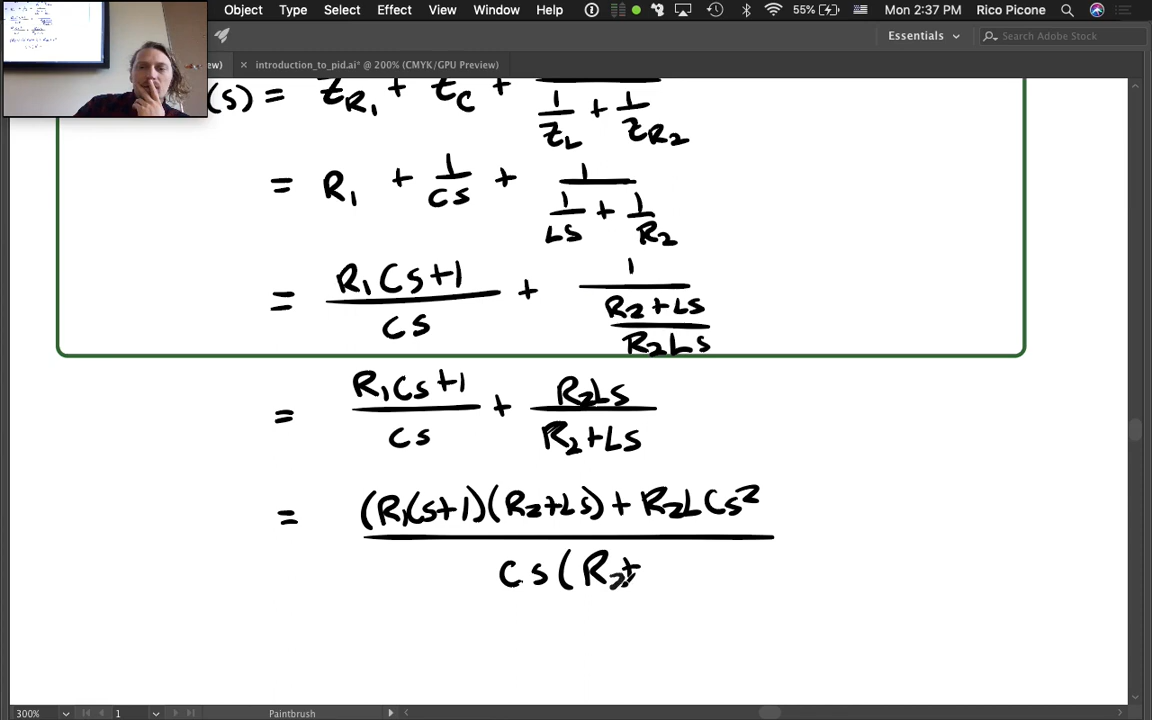 Object Type Select Effect View Window Help 55% Mon 2:37 PM Rico Picone
Essentials Search Adobe Stock
ew) × introduction_to_pid.ai* @ 200% (CMYK/GPU Preview)
(s) = Z_R₁ + Z_C + 1/(1/Z_L + 1/Z_R₂)
= R₁ + 1/(Cs) + 1/(1/(Ls) + 1/R₂)
= (R₁Cs+1)/(Cs) + 1/((R₂+Ls)/(R₂Ls))
= (R₁Cs+1)/(Cs) + (R₂Ls)/(R₂+Ls)
= ((R₁Cs+1)(R₂+Ls) + R₂LCs²)/(Cs(R₂+
300% 1 Paintbrush